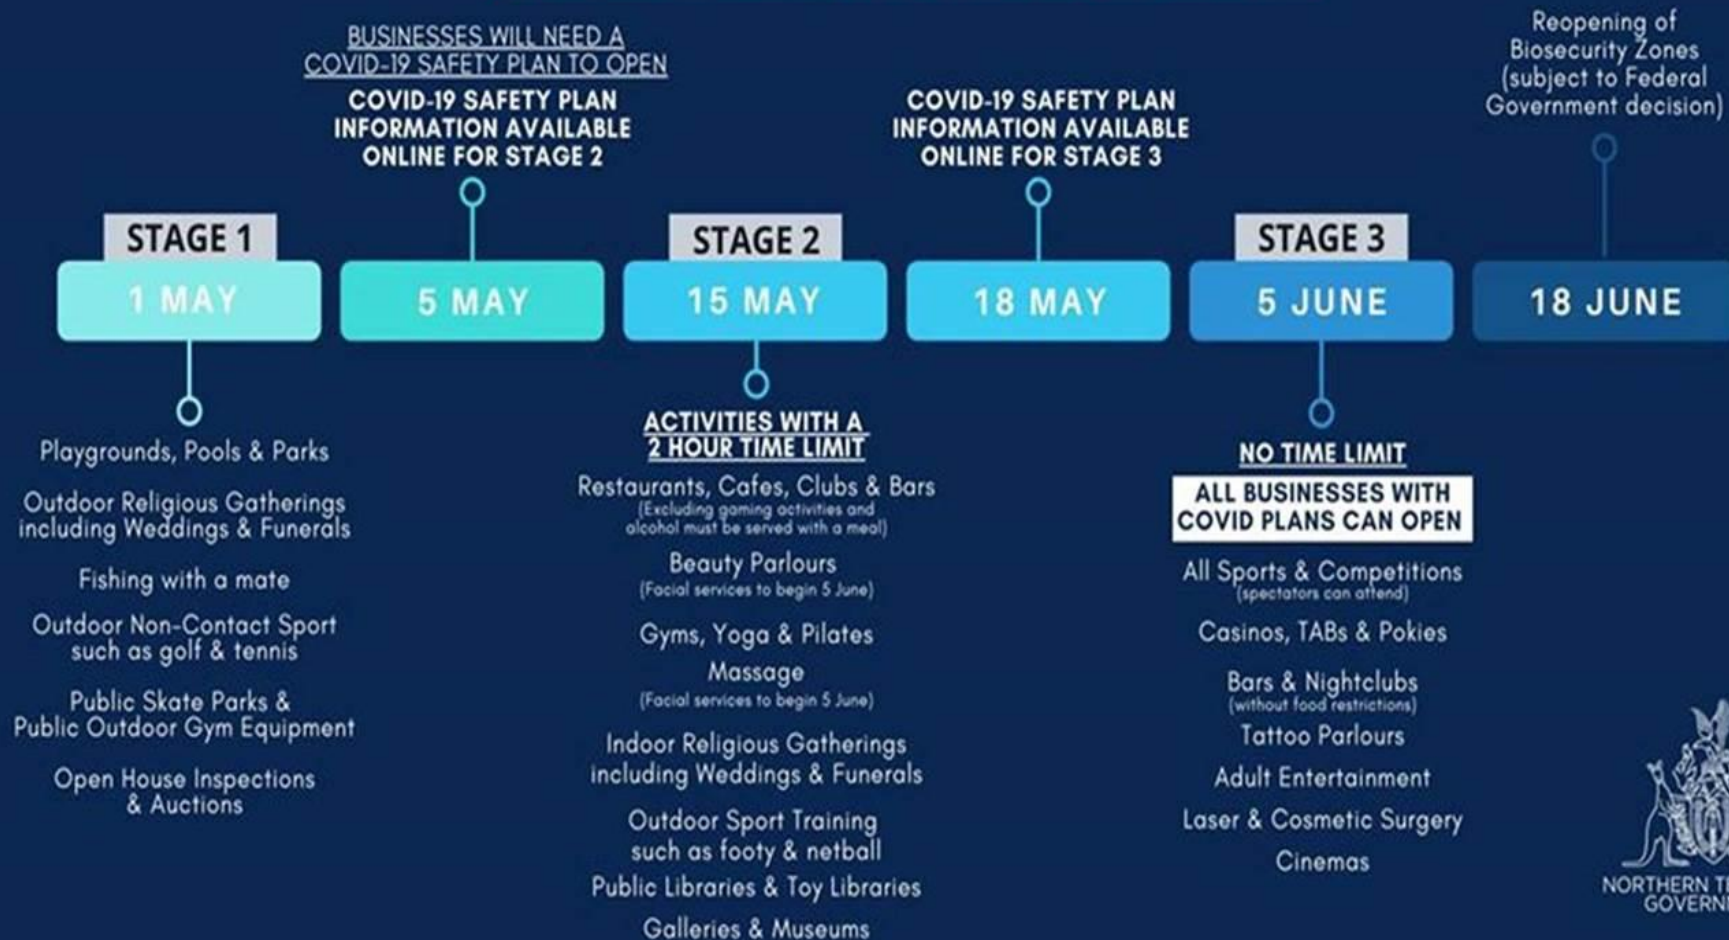 BUSINESSES WILL NEED A
COVID-19 SAFETY PLAN TO OPEN
COVID-19 SAFETY PLAN
INFORMATION AVAILABLE
ONLINE FOR STAGE 2
COVID-19 SAFETY PLAN
INFORMATION AVAILABLE
ONLINE FOR STAGE 3
Reopening of
Biosecurity Zones
(subject to Federal
Government decision)
STAGE 1
1 MAY
5 MAY
STAGE 2
15 MAY
18 MAY
STAGE 3
5 JUNE
18 JUNE
Playgrounds, Pools & Parks
Outdoor Religious Gatherings
including Weddings & Funerals
Fishing with a mate
Outdoor Non-Contact Sport
such as golf & tennis
Public Skate Parks &
Public Outdoor Gym Equipment
Open House Inspections
& Auctions
ACTIVITIES WITH A
2 HOUR TIME LIMIT
Restaurants, Cafes, Clubs & Bars
(Excluding gaming activities and
alcohol must be served with a meal)
Beauty Parlours
(Facial services to begin 5 June)
Gyms, Yoga & Pilates
Massage
(Facial services to begin 5 June)
Indoor Religious Gatherings
including Weddings & Funerals
Outdoor Sport Training
such as footy & netball
Public Libraries & Toy Libraries
Galleries & Museums
NO TIME LIMIT
ALL BUSINESSES WITH
COVID PLANS CAN OPEN
All Sports & Competitions
(spectators can attend)
Casinos, TABs & Pokies
Bars & Nightclubs
(without food restrictions)
Tattoo Parlours
Adult Entertainment
Laser & Cosmetic Surgery
Cinemas
NORTHERN